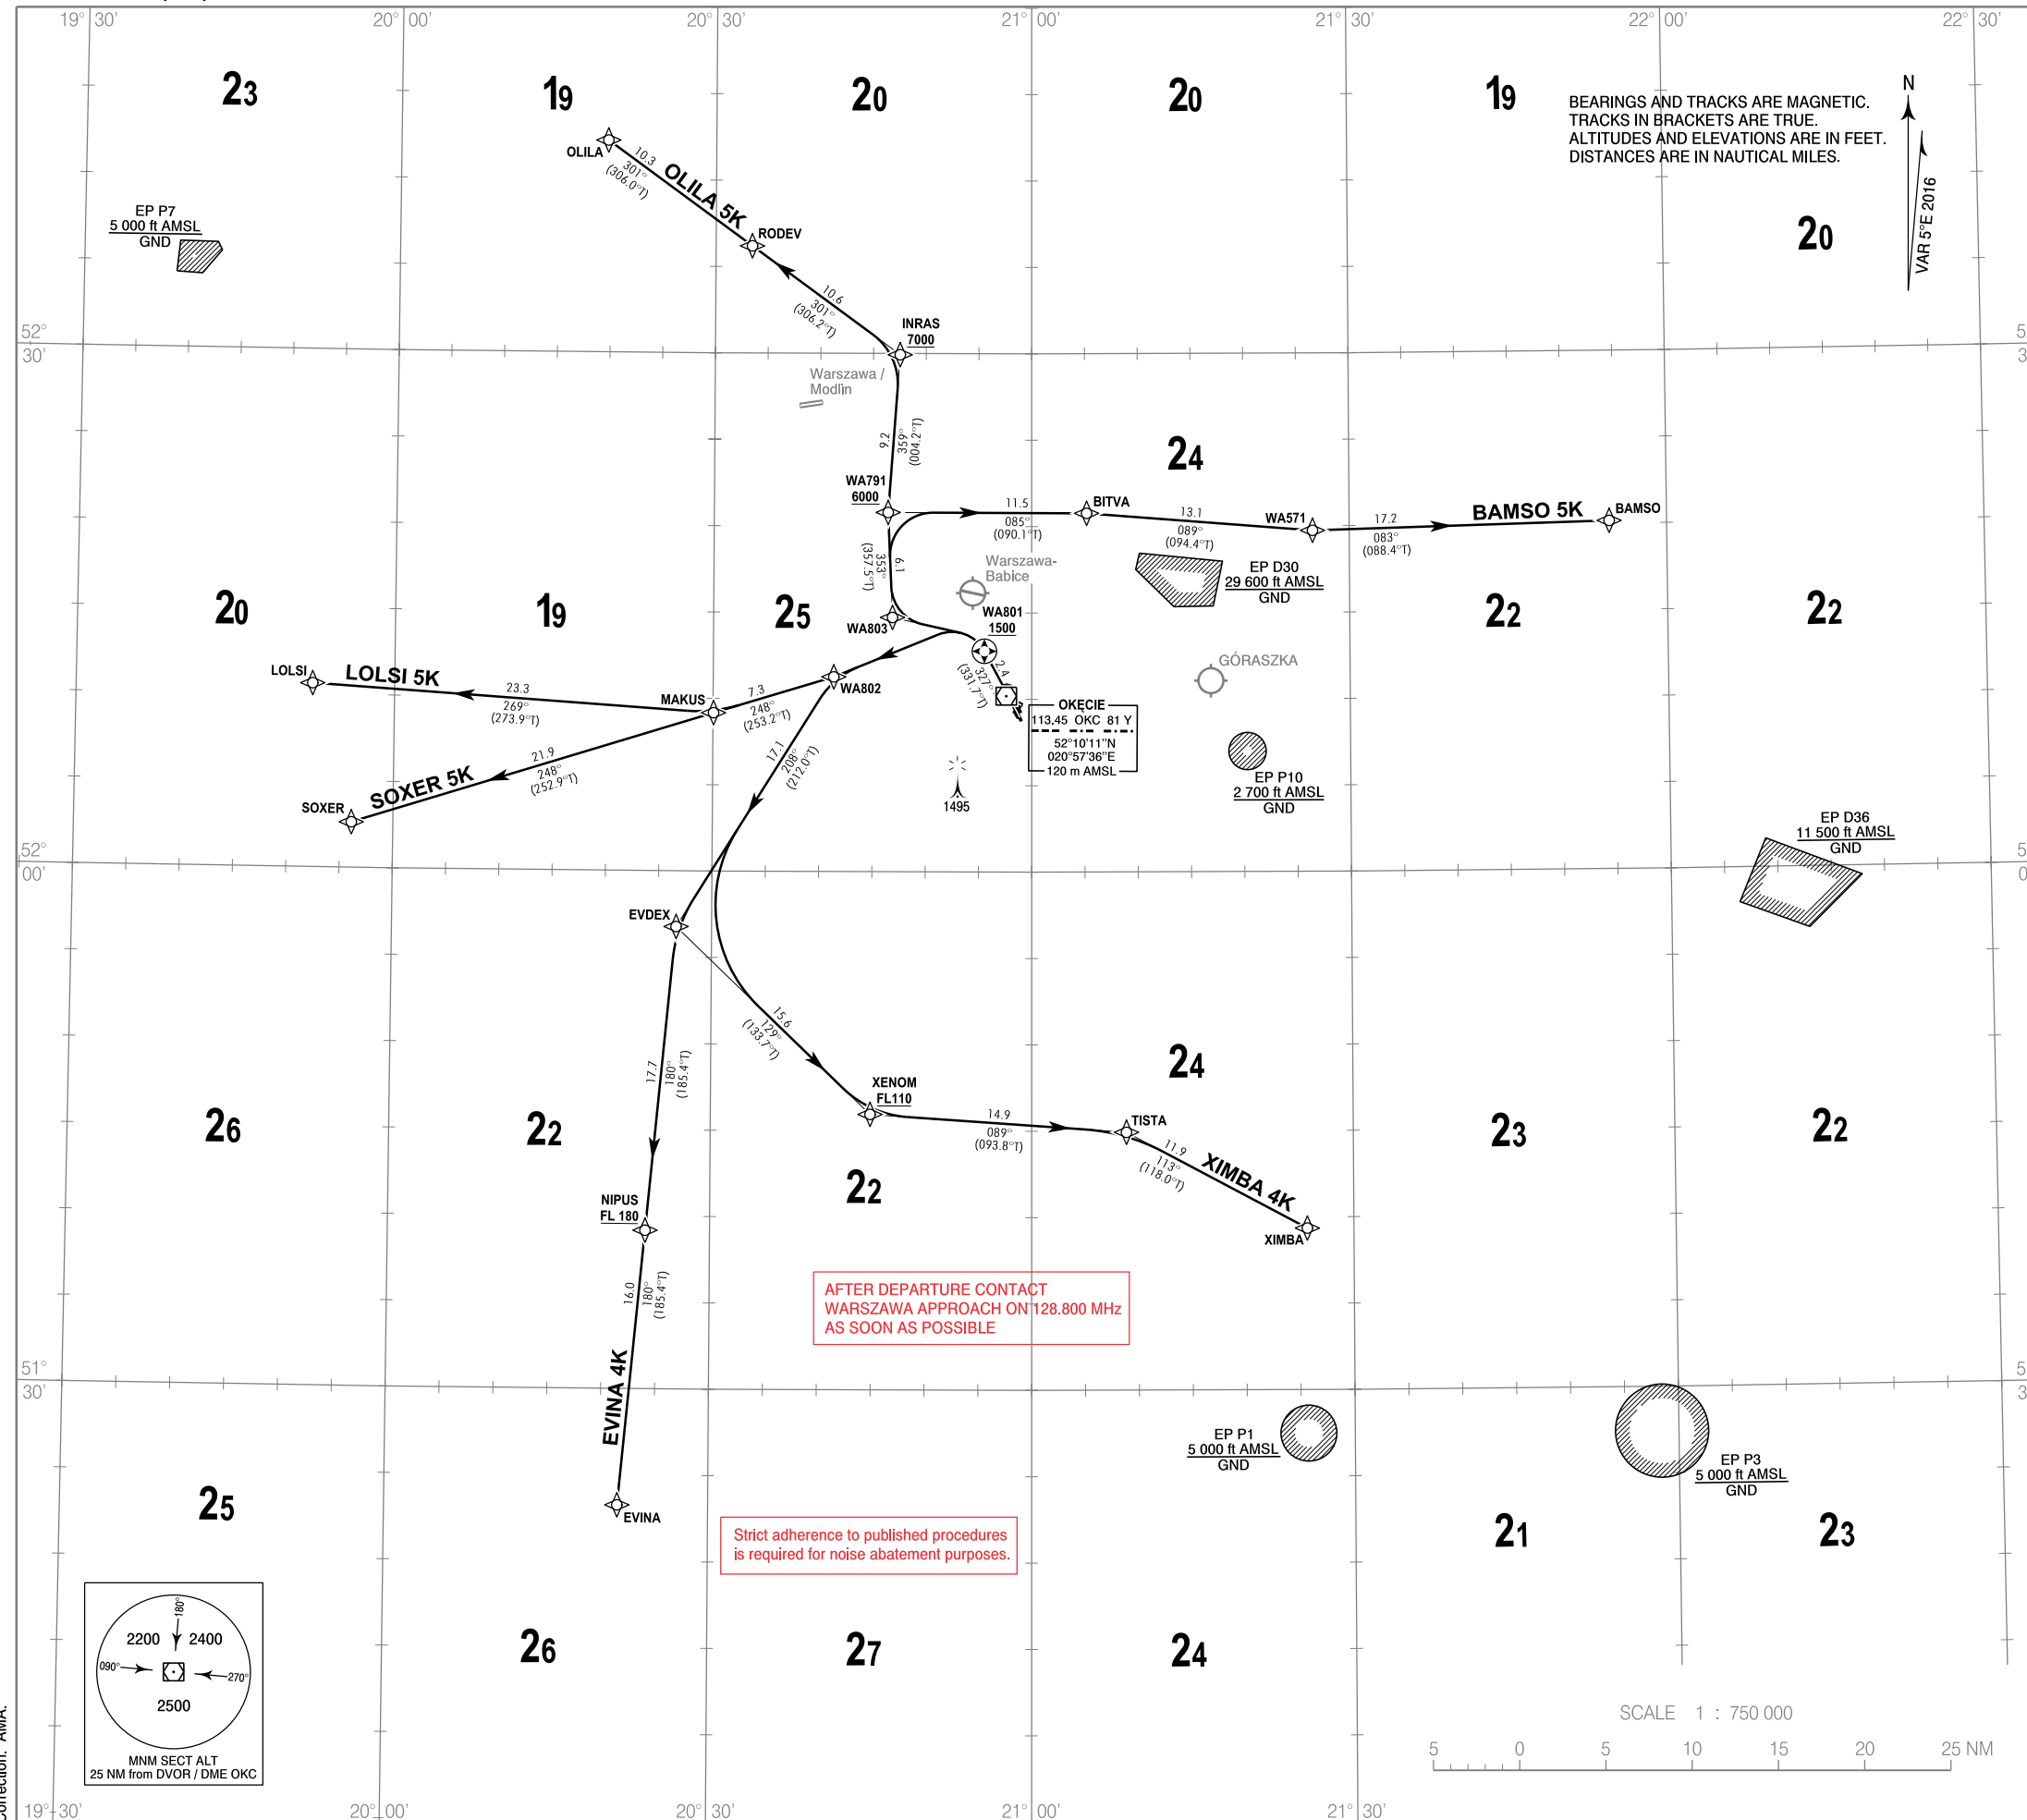 19° 30'
20° 00'
20° 30'
21° 00'
21° 30'
22° 00'
22° 30'
23
19
20
20
19
BEARINGS AND TRACKS ARE MAGNETIC.
TRACKS IN BRACKETS ARE TRUE.
ALTITUDES AND ELEVATIONS ARE IN FEET.
DISTANCES ARE IN NAUTICAL MILES.
N
VAR 5°E 2016
20
OLILA
10.3
301°
(306.0°T)
OLILA 5K
RODEV
EP P7
5 000 ft AMSL
GND
10.6
301°
(306.2°T)
INRAS
7000
52°
30'
5
3
Warszawa /
Modlin
9.2
359°
(004.2°T)
24
WA791
6000
11.5
085°
(090.1°T)
BITVA
13.1
089°
(094.4°T)
WA571
17.2
083°
(088.4°T)
BAMSO 5K
BAMSO
6.1
353°
(357.5°T)
Warszawa-
Babice
EP D30
29 600 ft AMSL
GND
20
19
25
22
22
WA803
WA801
1500
2.4
327°
(331.7°T)
GÓRASZKA
LOLSI
LOLSI 5K
23.3
269°
(273.9°T)
MAKUS
7.3
248°
(253.2°T)
WA802
OKĘCIE
113.45 OKC 81 Y
52°10'11''N
020°57'36''E
120 m AMSL
17.1
208°
(212.0°T)
21.9
248°
(252.9°T)
SOXER 5K
SOXER
1495
EP P10
2 700 ft AMSL
GND
EP D36
11 500 ft AMSL
GND
52°
00'
5
0
EVDEX
15.6
129°
(133.7°T)
17.7
180°
(185.4°T)
24
XENOM
FL110
14.9
089°
(093.8°T)
TISTA
11.9
113°
(118.0°T)
XIMBA 4K
XIMBA
26
22
22
23
22
NIPUS
FL 180
16.0
180°
(185.4°T)
EVINA 4K
EVINA
AFTER DEPARTURE CONTACT
WARSZAWA APPROACH ON 128.800 MHz
AS SOON AS POSSIBLE
51°
30'
5
3
EP P1
5 000 ft AMSL
GND
EP P3
5 000 ft AMSL
GND
25
21
23
Strict adherence to published procedures
is required for noise abatement purposes.
26
27
24
180°
2200
2400
090°
270°
2500
MNM SECT ALT
25 NM from DVOR / DME OKC
SCALE 1 : 750 000
5
0
5
10
15
20
25 NM
AMA.
19° 30'
20° 00'
20° 30'
21° 00'
21° 30'